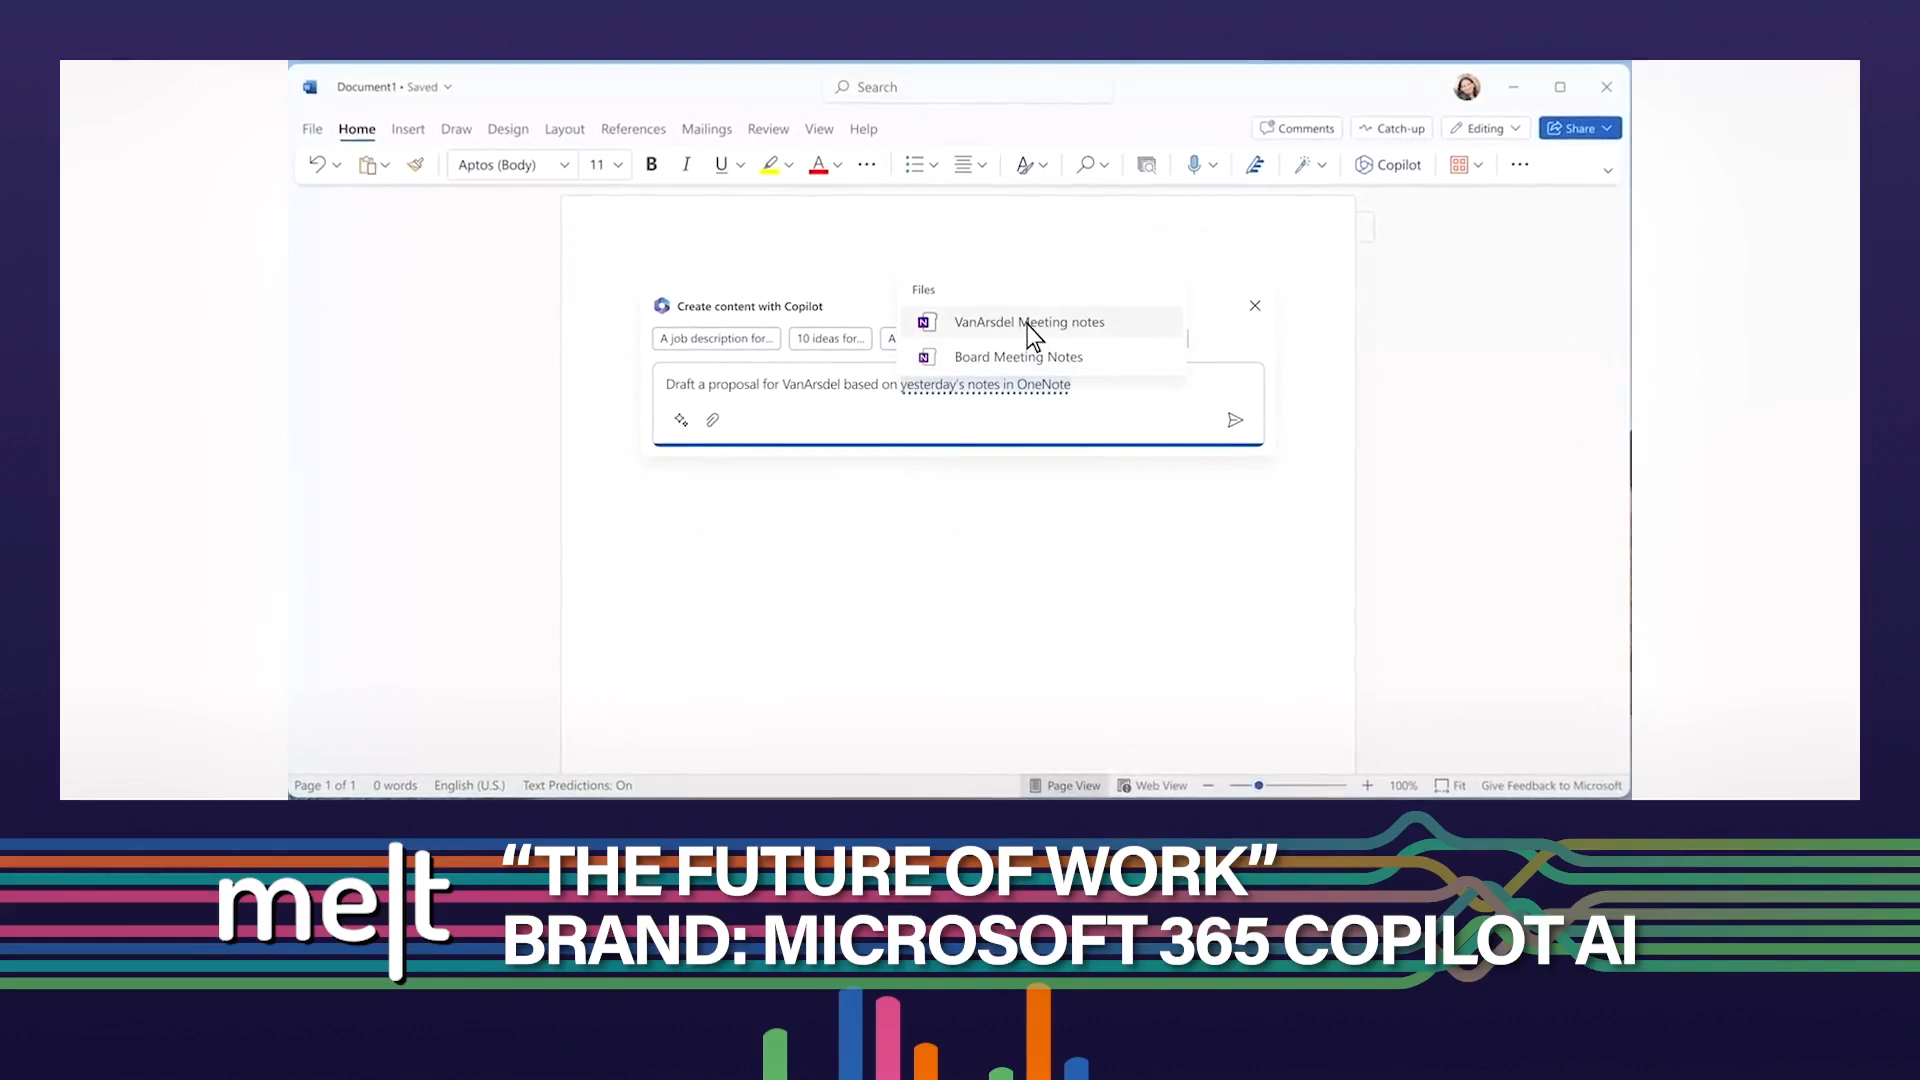 Document1 • Saved
Search
File Home Insert Draw Design Layout References Mailings Review View Help
Comments Catch-up Editing Share
Aptos (Body) 11 B I U A Copilot
Files
Create content with Copilot
VanArsdel Meeting notes
A job description for... 10 ideas for... A
Board Meeting Notes
Draft a proposal for VanArsdel based on yesterday's notes in OneNote
Page 1 of 1 0 words English (U.S.) Text Predictions: On Page View Web View 100% Fit Give Feedback to Microsoft
melt
“THE FUTURE OF WORK”
BRAND: MICROSOFT 365 COPILOT AI